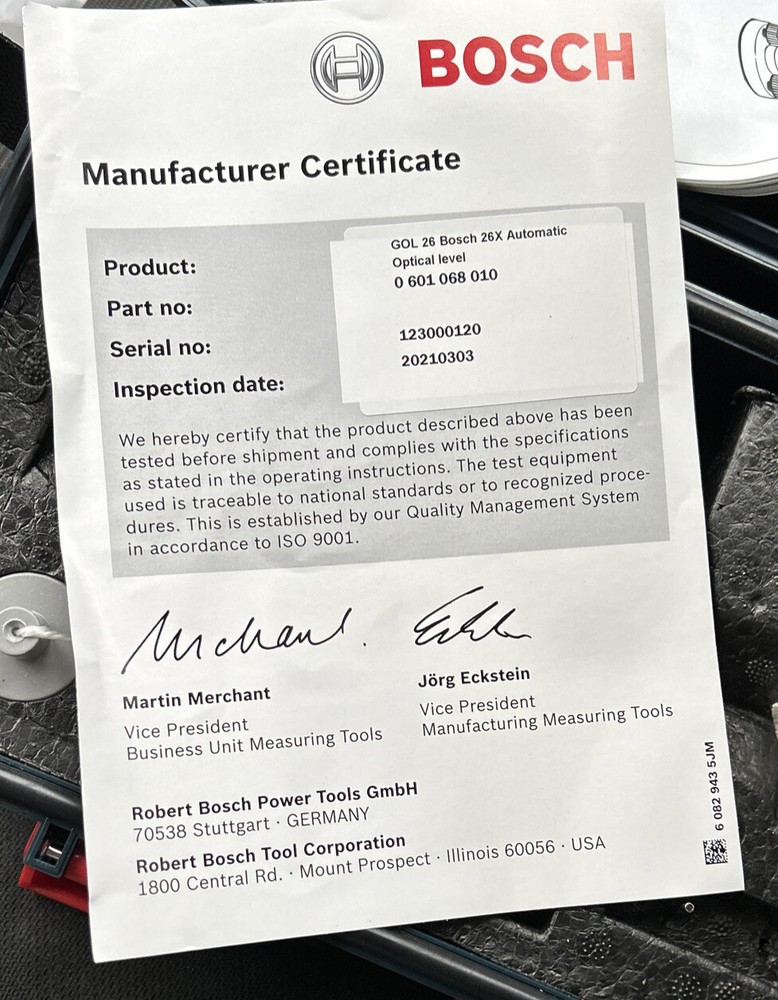 BOSCH
Manufacturer Certificate
Product:
GOL 26 Bosch 26X Automatic
Optical level
Part no:
0 601 068 010
Serial no:
123000120
Inspection date:
20210303
We hereby certify that the product described above has been
tested before shipment and complies with the specifications
as stated in the operating instructions. The test equipment
used is traceable to national standards or to recognized proce-
dures. This is established by our Quality Management System
in accordance to ISO 9001.
Merchant.
Martin Merchant
Vice President
Business Unit Measuring Tools
Jörg Eckstein
Vice President
Manufacturing Measuring Tools
Robert Bosch Power Tools GmbH
70538 Stuttgart · GERMANY
Robert Bosch Tool Corporation
1800 Central Rd. · Mount Prospect · Illinois 60056 · USA
6 082 943 5JM